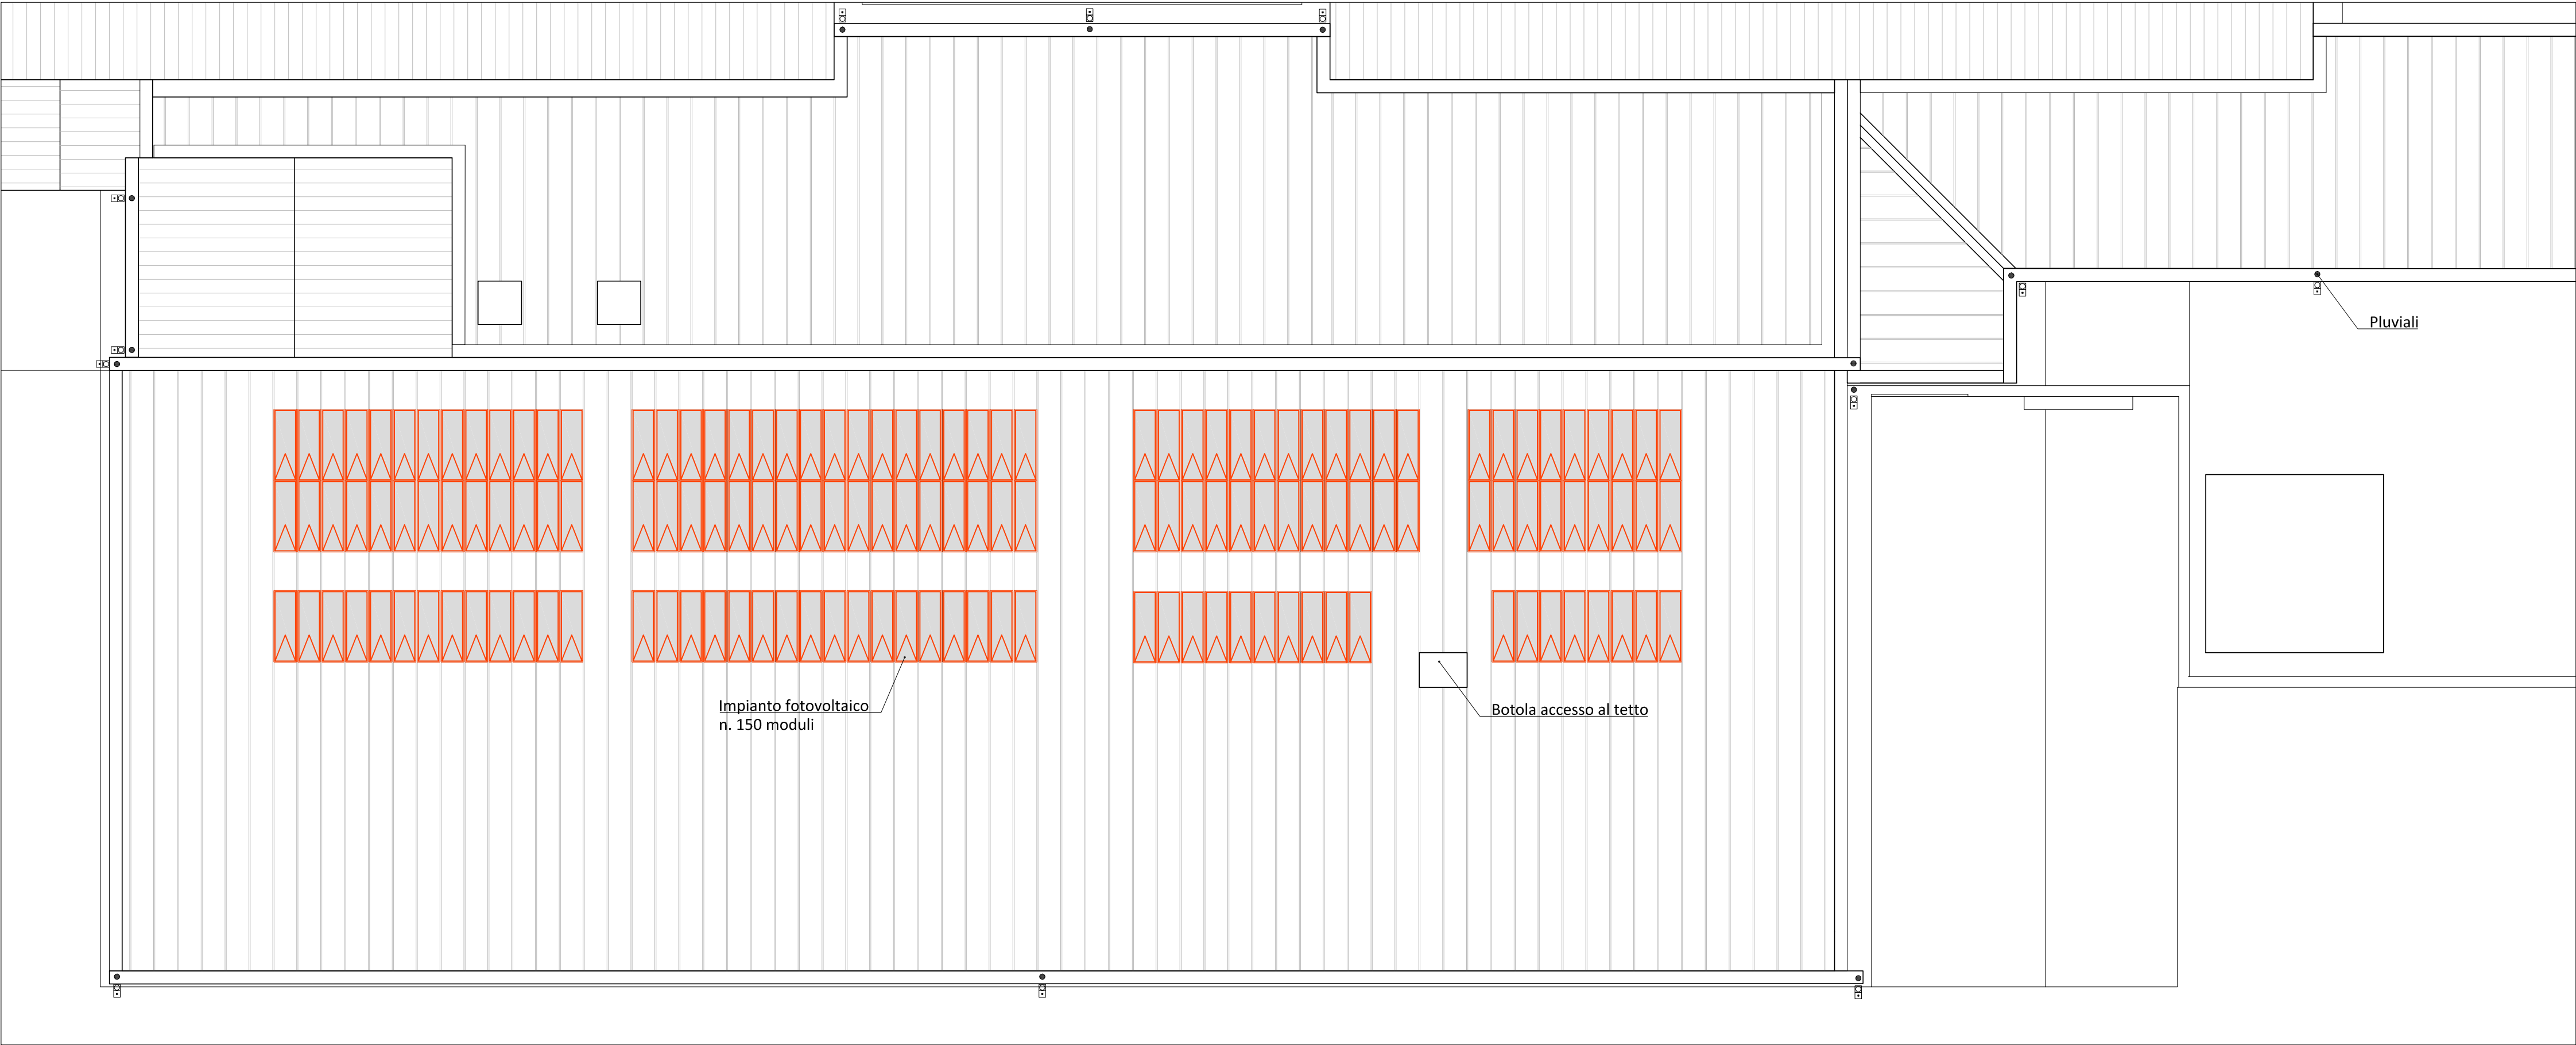 Pluviali
Impianto fotovoltaico
n. 150 moduli
Botola accesso al tetto